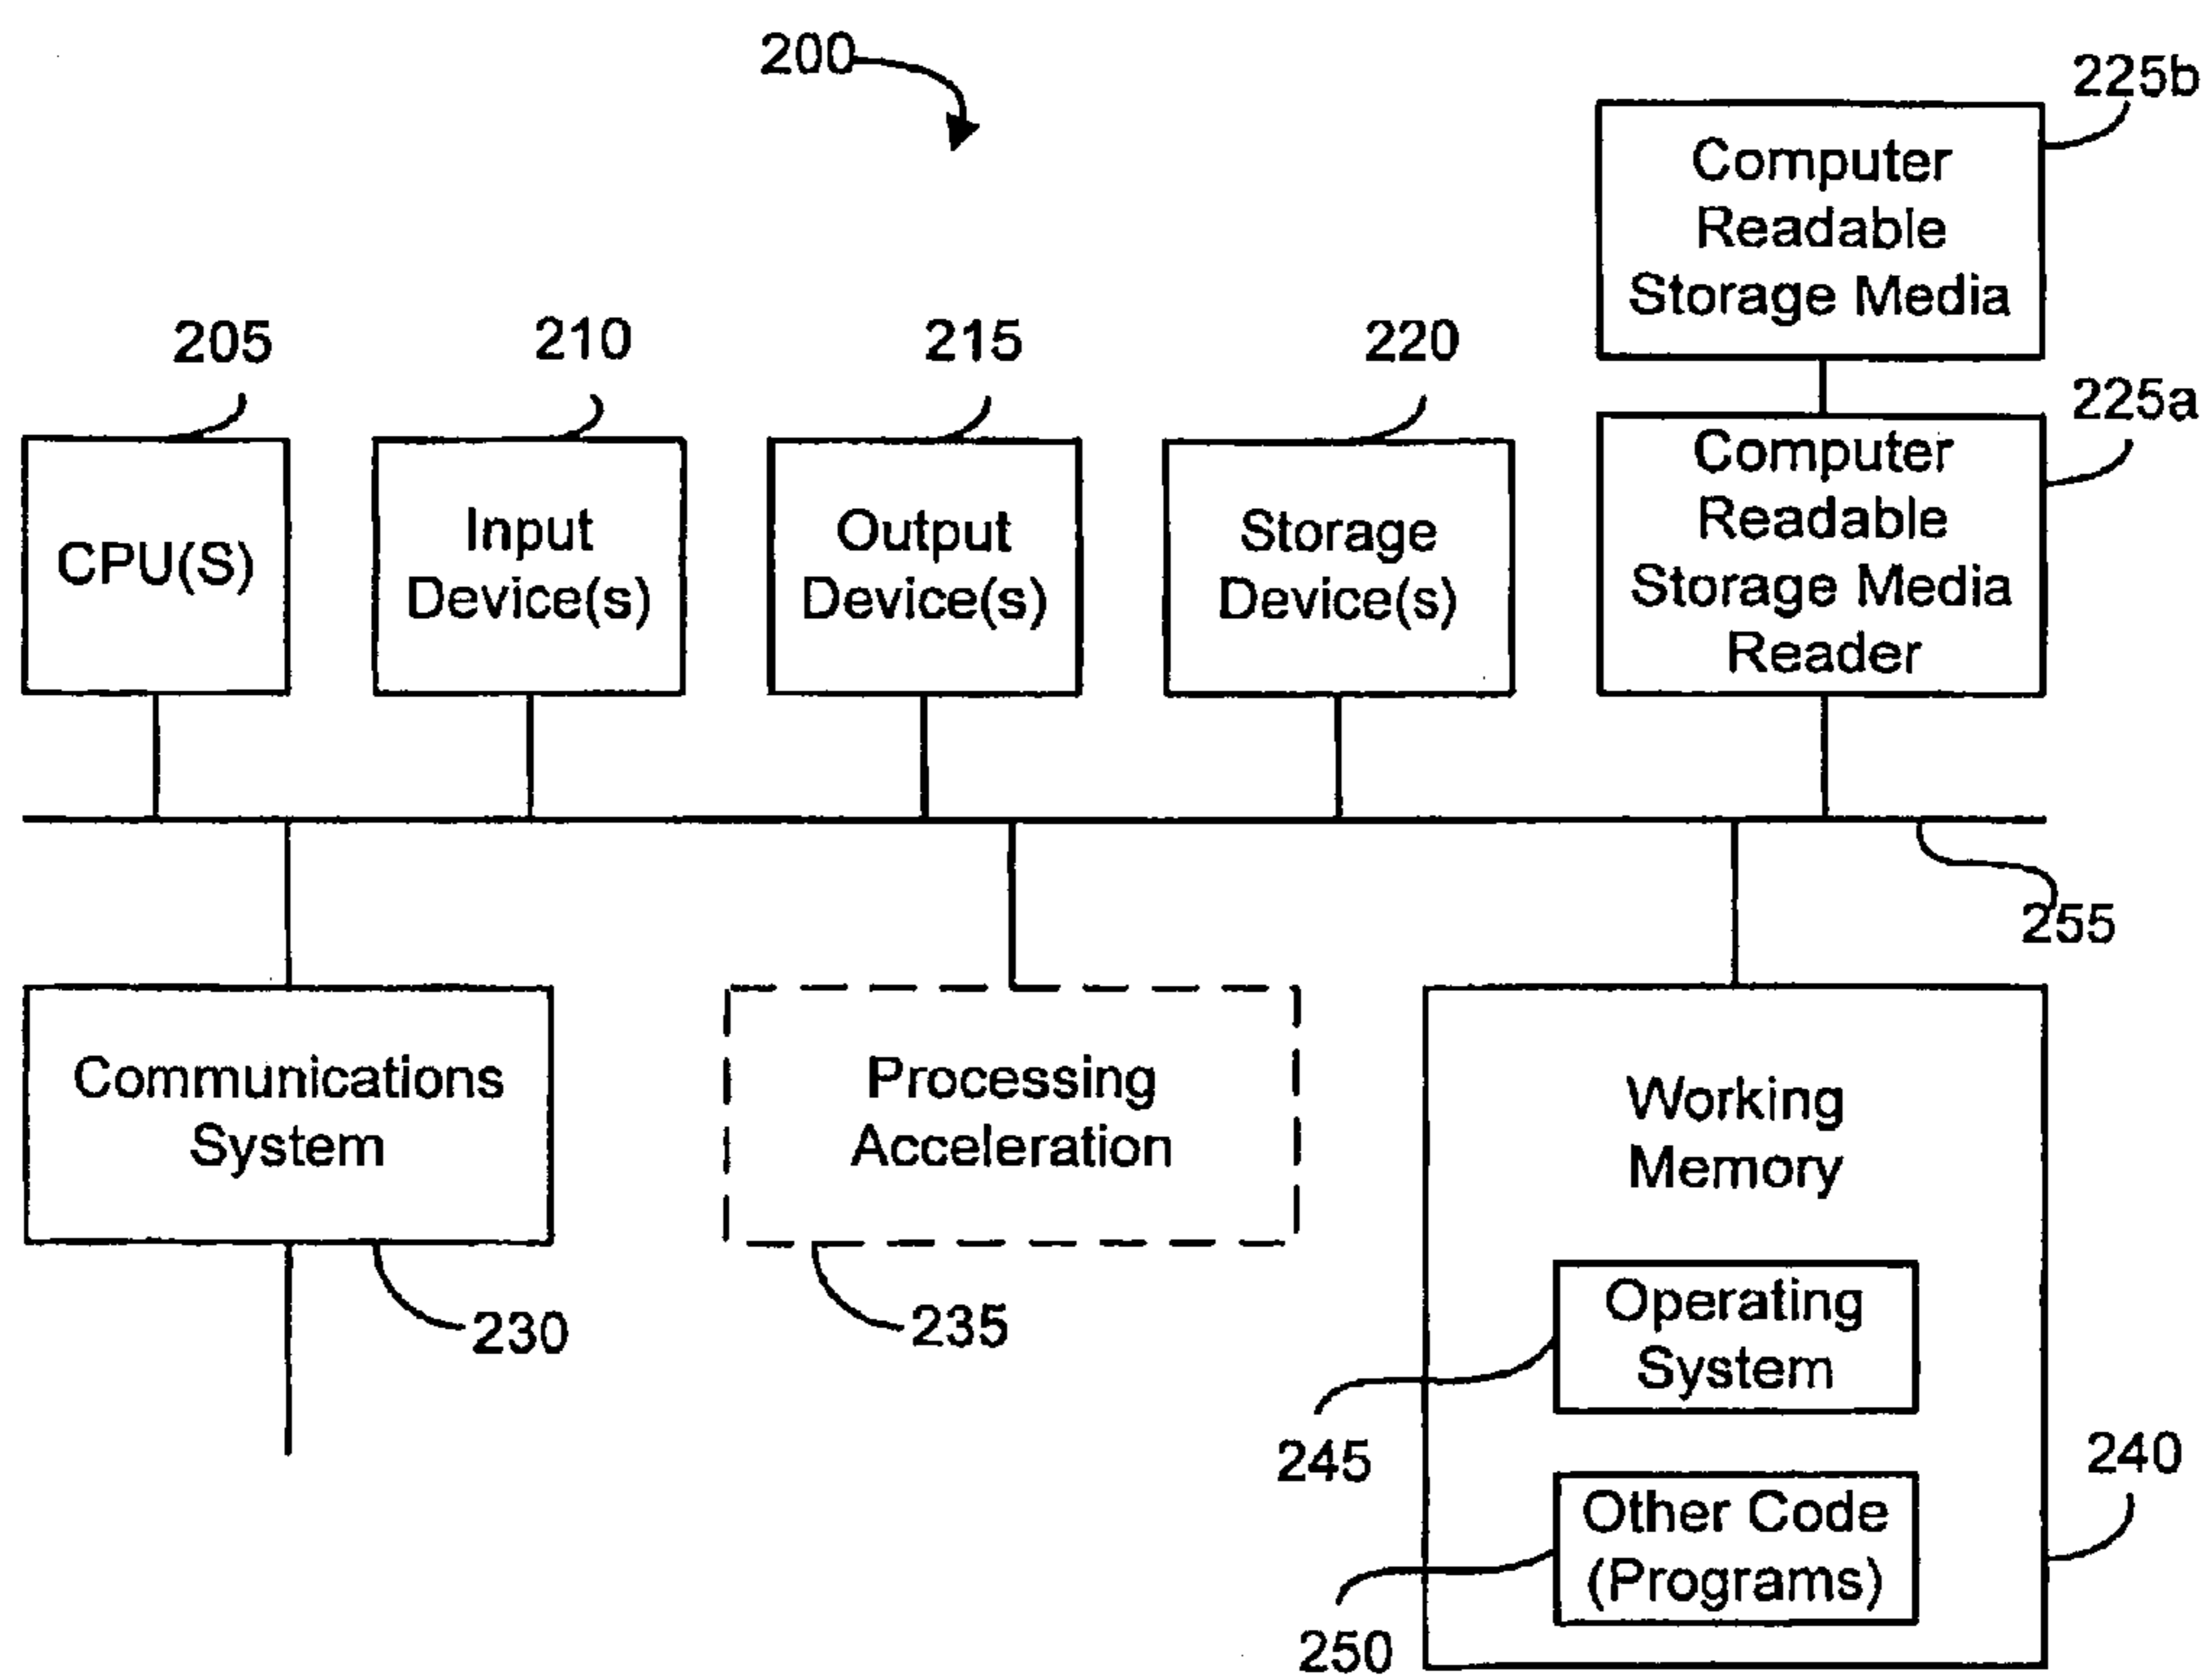 200
225b
Computer
Readable
Storage Media
205
210
215
220
225a
CPU(S)
Input
Device(s)
Output
Device(s)
Storage
Device(s)
Computer
Readable
Storage Media
Reader
255
Communications
System
Processing
Acceleration
Working
Memory
230
235
Operating
System
245
240
Other Code
(Programs)
250